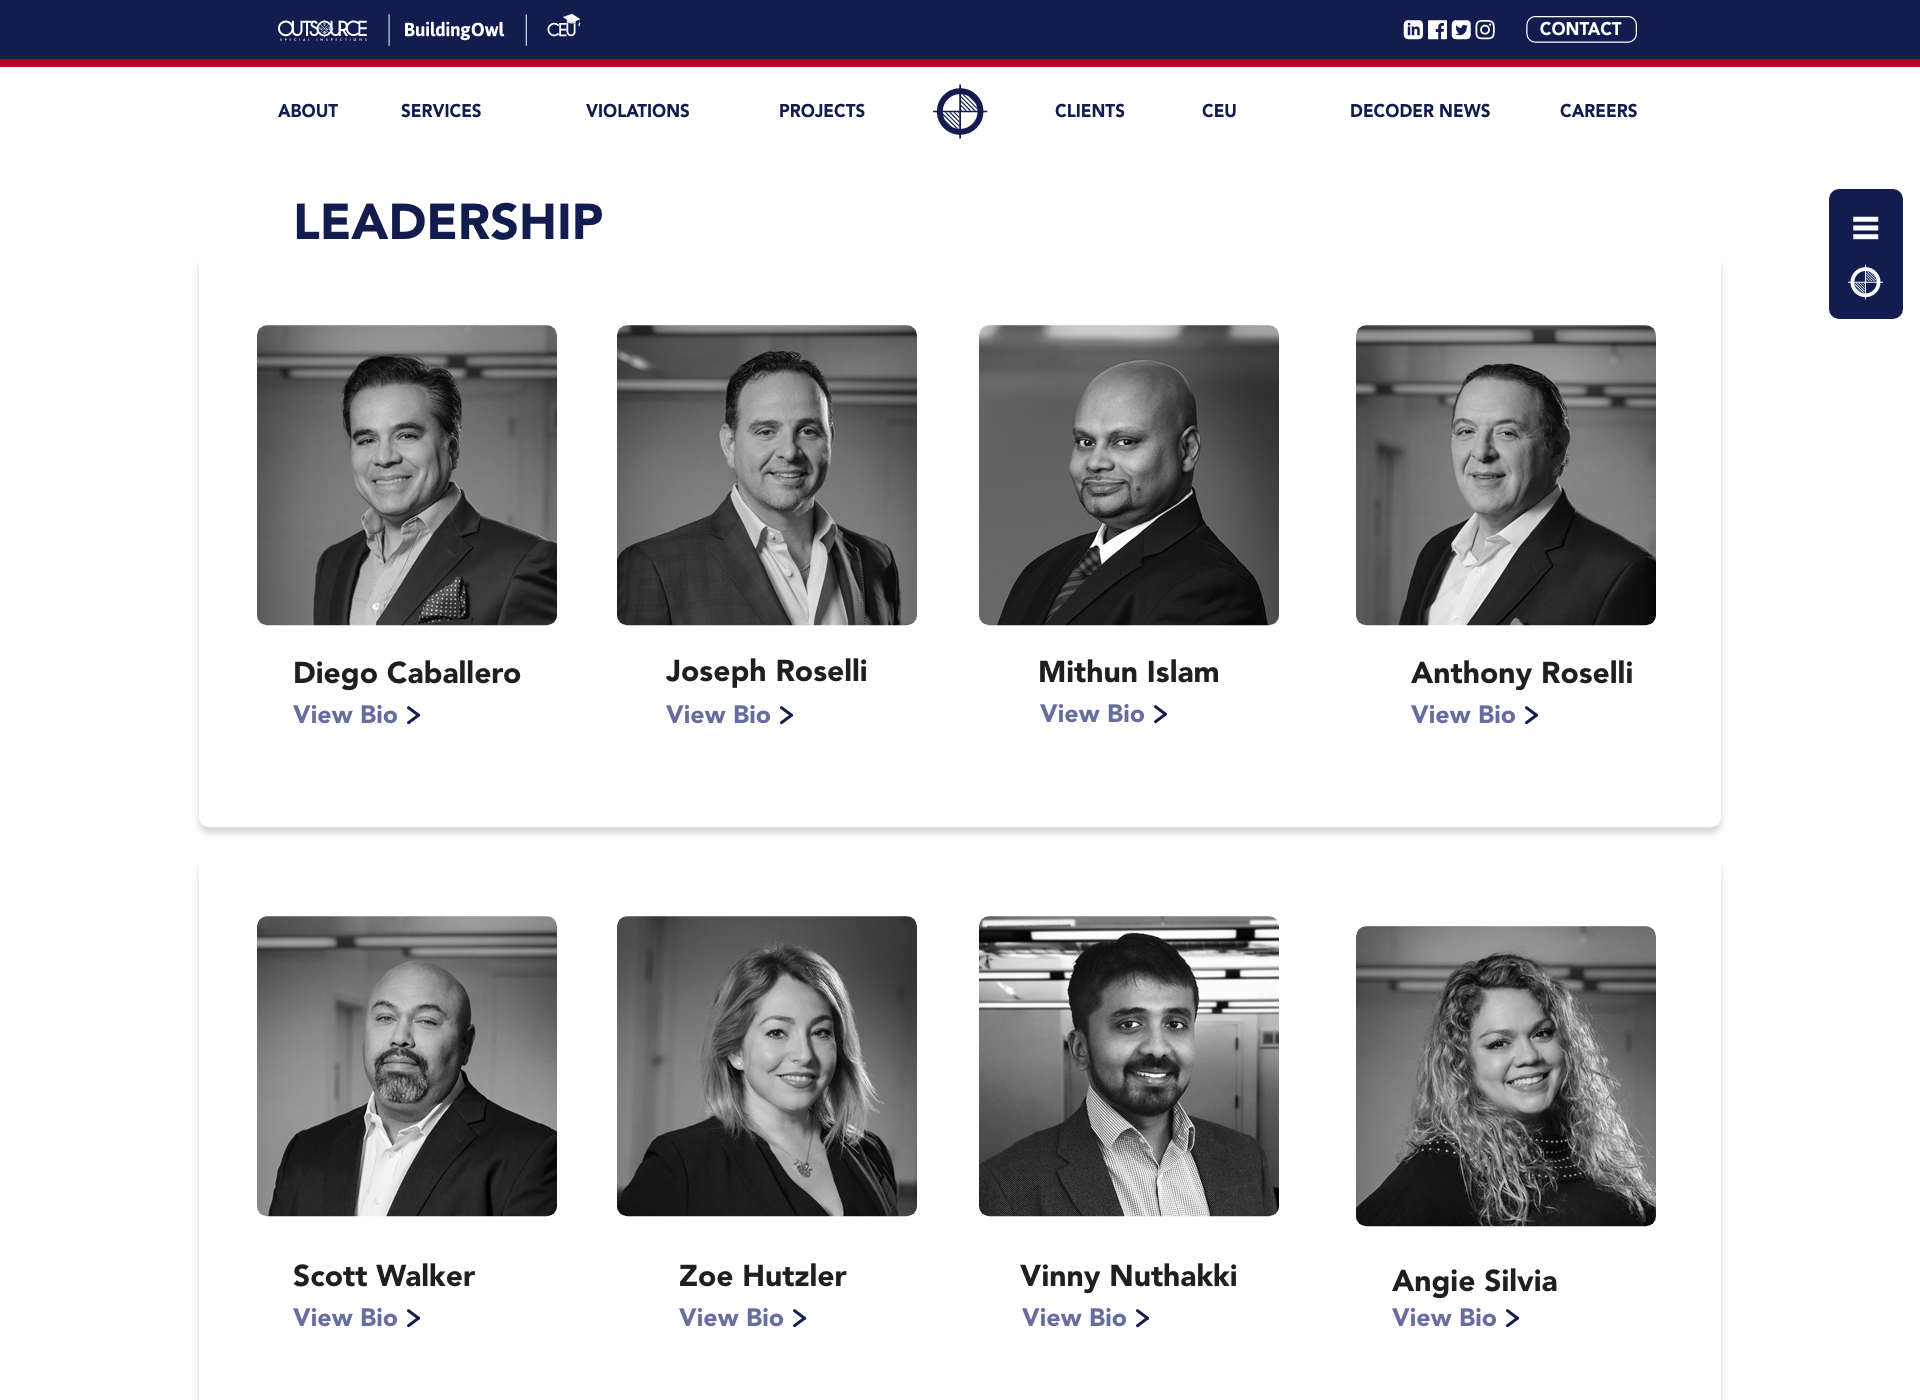 OUTSOURCE
SPECIAL INSPECTIONS
BuildingOwl
CEU
CONTACT
ABOUT SERVICES VIOLATIONS PROJECTS CLIENTS CEU DECODER NEWS CAREERS
LEADERSHIP
Diego Caballero
View Bio
Joseph Roselli
View Bio
Mithun Islam
View Bio
Anthony Roselli
View Bio
Scott Walker
View Bio
Zoe Hutzler
View Bio
Vinny Nuthakki
View Bio
Angie Silvia
View Bio